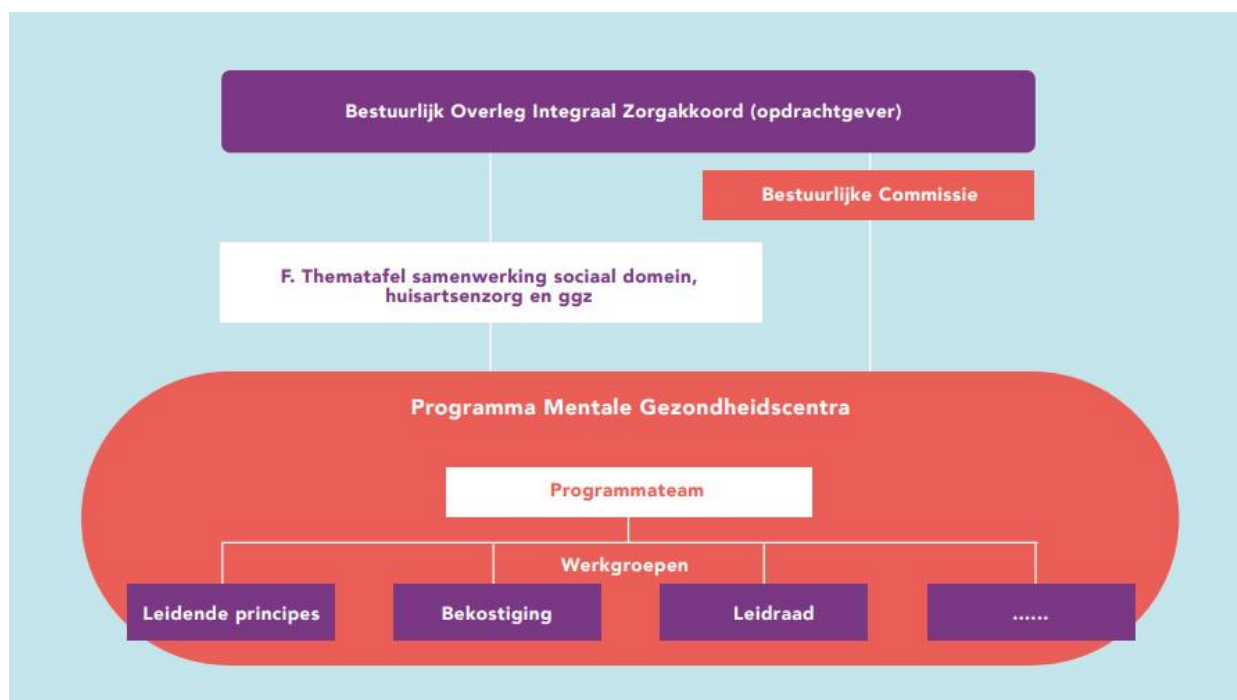 Bestuurlijk Overleg Integraal Zorgakkoord (opdrachtgever)
Bestuurlijke Commissie
F. Thematafel samenwerking sociaal domein,
huisartsenzorg en ggz
Programma Mentale Gezondheidscentra
Programmateam
Werkgroepen
Leidende principes
Bekostiging
Leidraad
......